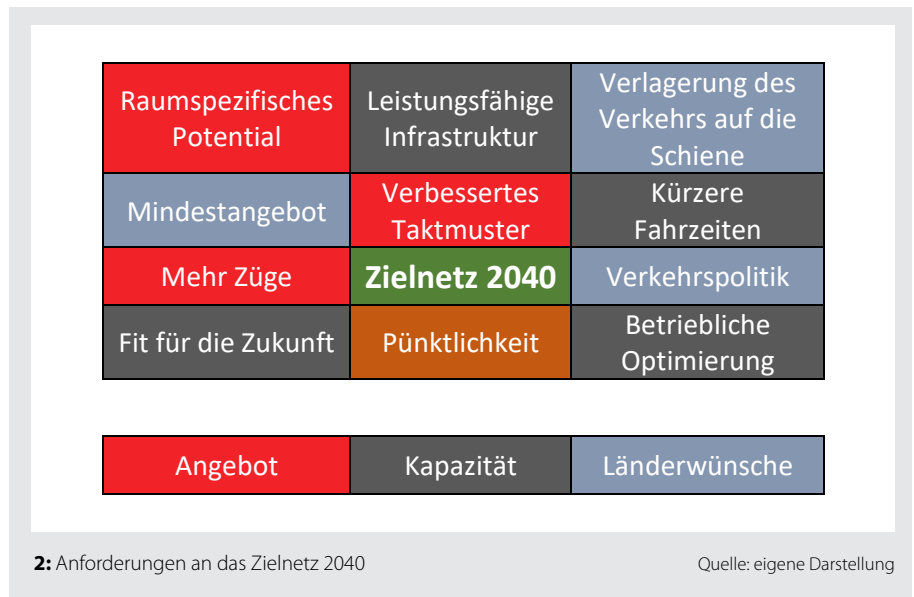 Raumspezifisches
Potential
Leistungsfähige
Infrastruktur
Verlagerung des
Verkehrs auf die
Schiene
Mindestangebot
Verbessertes
Taktmuster
Kürzere
Fahrzeiten
Mehr Züge
Zielnetz 2040
Verkehrspolitik
Fit für die Zukunft
Pünktlichkeit
Betriebliche
Optimierung
Angebot
Kapazität
Länderwünsche
2: Anforderungen an das Zielnetz 2040
Quelle: eigene Darstellung